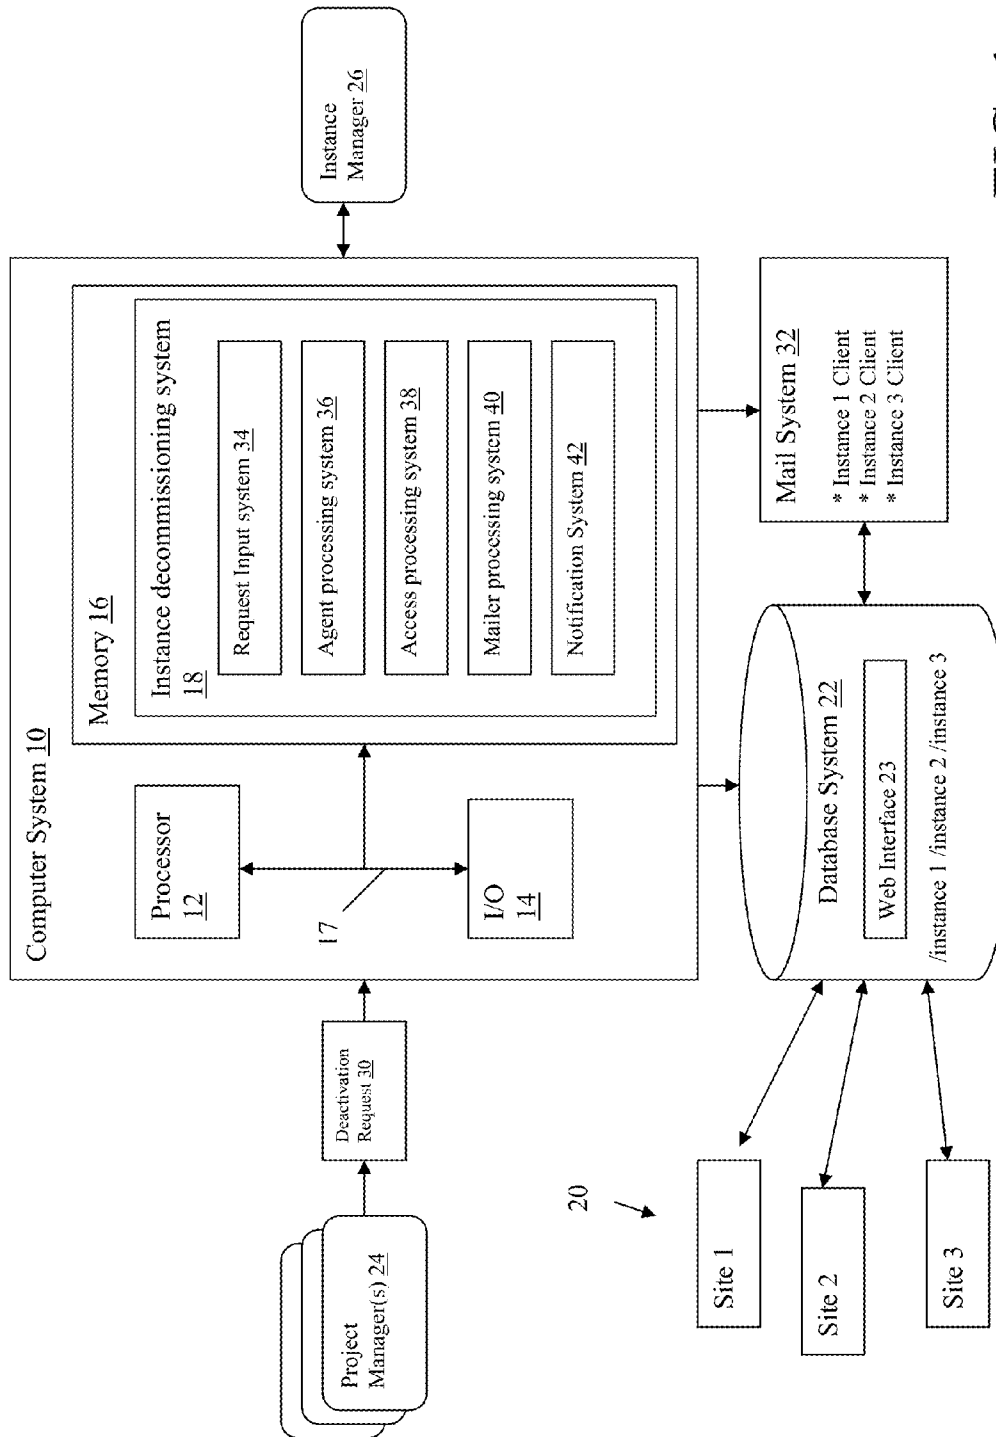 Computer System 10
Memory 16
Instance decommissioning system
18
Request Input system 34
Agent processing system 36
Access processing system 38
Mailer processing system 40
Notification System 42
Processor
12
17
I/O
14
Instance
Manager 26
Deactivation
Request 30
Project
Manager(s) 24
20
Site 1
Site 2
Site 3
Database System 22
Web Interface 23
/instance 1 /instance 2 /instance 3
Mail System 32
* Instance 1 Client
* Instance 2 Client
* Instance 3 Client